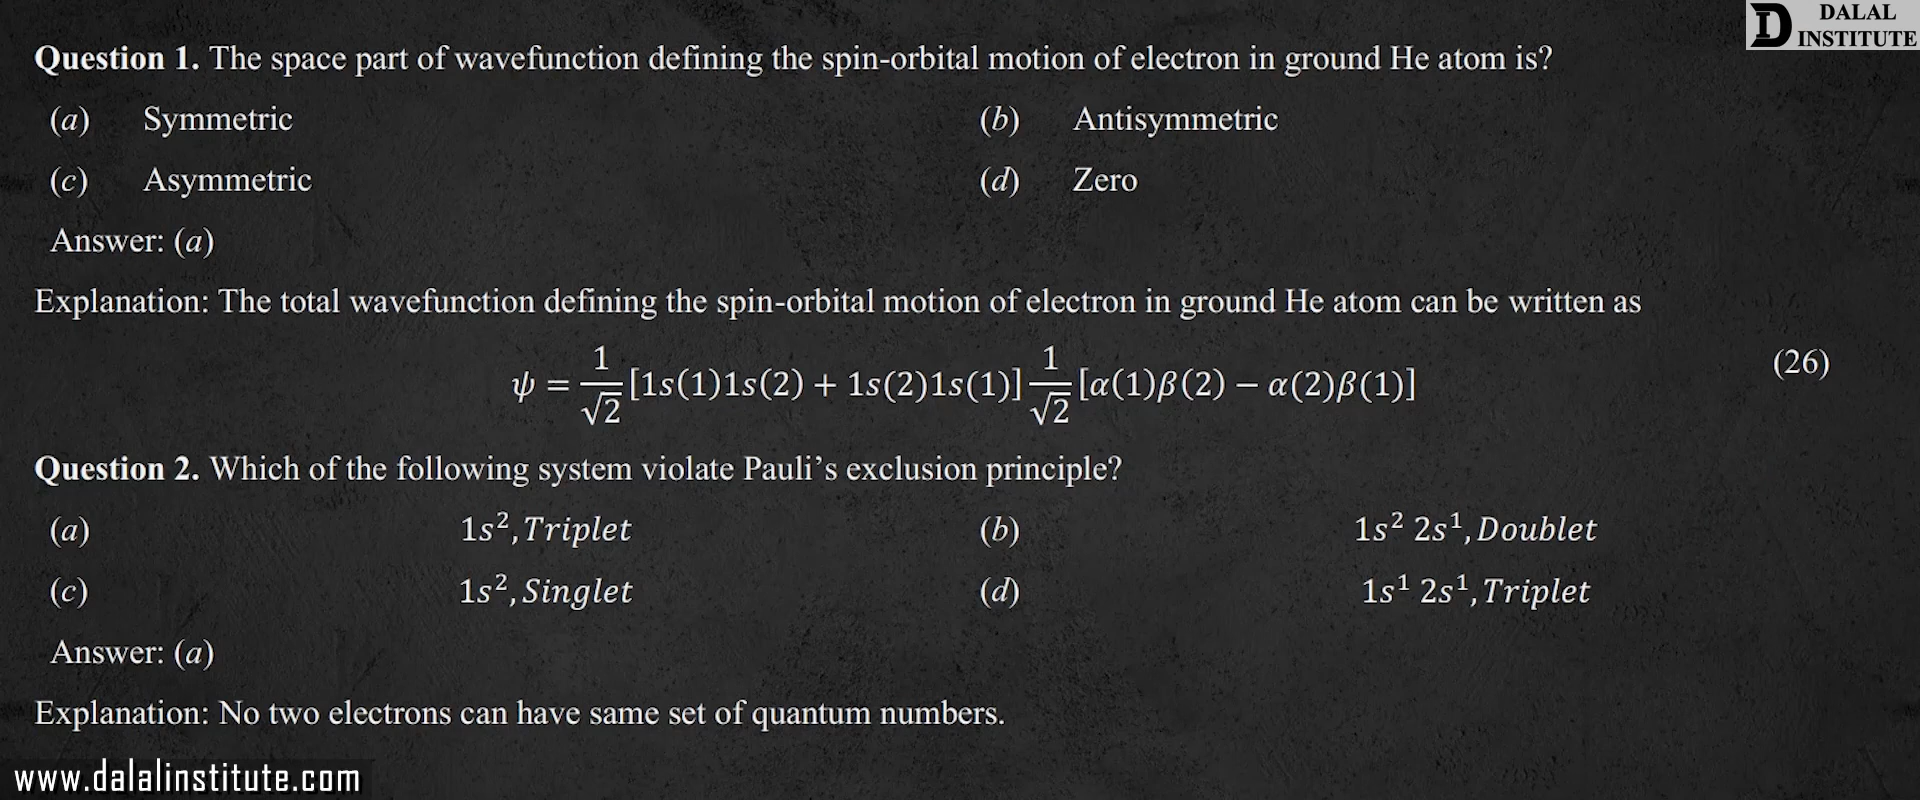 DALAL
INSTITUTE
Question 1. The space part of wavefunction defining the spin-orbital motion of electron in ground He atom is?
(a) Symmetric (b) Antisymmetric
(c) Asymmetric (d) Zero
Answer: (a)
Explanation: The total wavefunction defining the spin-orbital motion of electron in ground He atom can be written as
ψ = 1/√2 [1s(1)1s(2) + 1s(2)1s(1)] 1/√2 [α(1)β(2) − α(2)β(1)] (26)
Question 2. Which of the following system violate Pauli’s exclusion principle?
(a) 1s², Triplet (b) 1s² 2s¹, Doublet
(c) 1s², Singlet (d) 1s¹ 2s¹, Triplet
Answer: (a)
Explanation: No two electrons can have same set of quantum numbers.
www.dalalinstitute.com